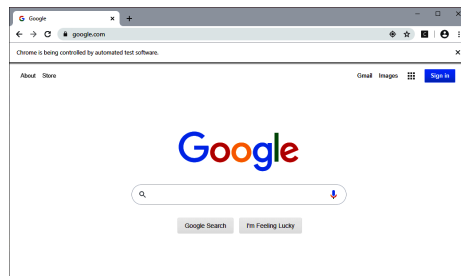 Google
google.com
Chrome is being controlled by automated test software.
About Store
Gmail Images
Sign in
Google
Google Search
I'm Feeling Lucky